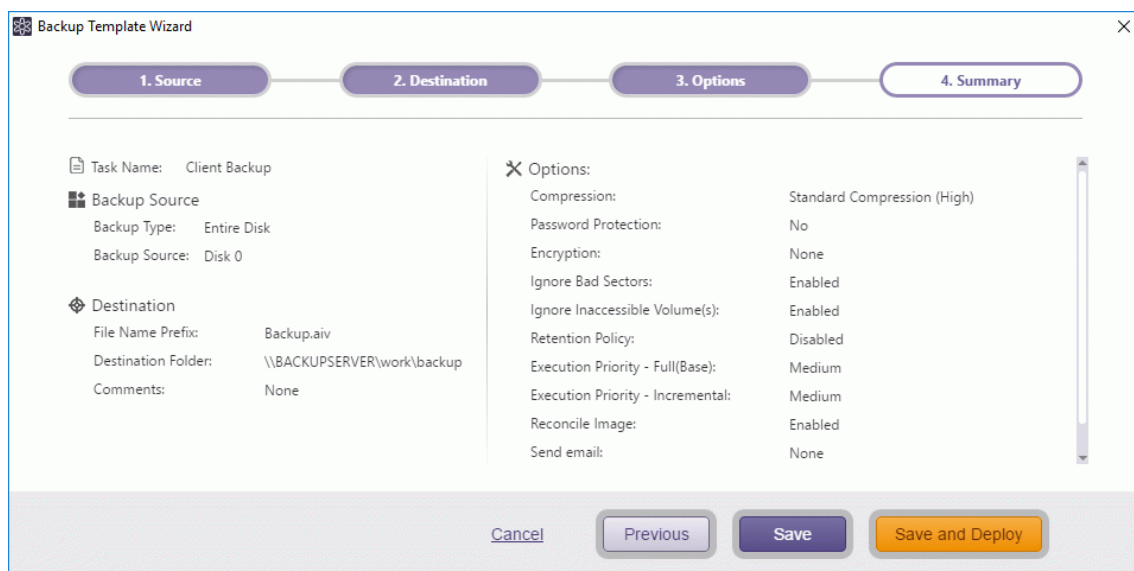 Backup Template Wizard
1. Source
2. Destination
3. Options
4. Summary
Task Name: Client Backup
Backup Source
Backup Type: Entire Disk
Backup Source: Disk 0
Destination
File Name Prefix: Backup.aiv
Destination Folder: \\BACKUPSERVER\work\backup
Comments: None
Options:
Compression: Standard Compression (High)
Password Protection: No
Encryption: None
Ignore Bad Sectors: Enabled
Ignore Inaccessible Volume(s): Enabled
Retention Policy: Disabled
Execution Priority - Full(Base): Medium
Execution Priority - Incremental: Medium
Reconcile Image: Enabled
Send email: None
Cancel
Previous
Save
Save and Deploy